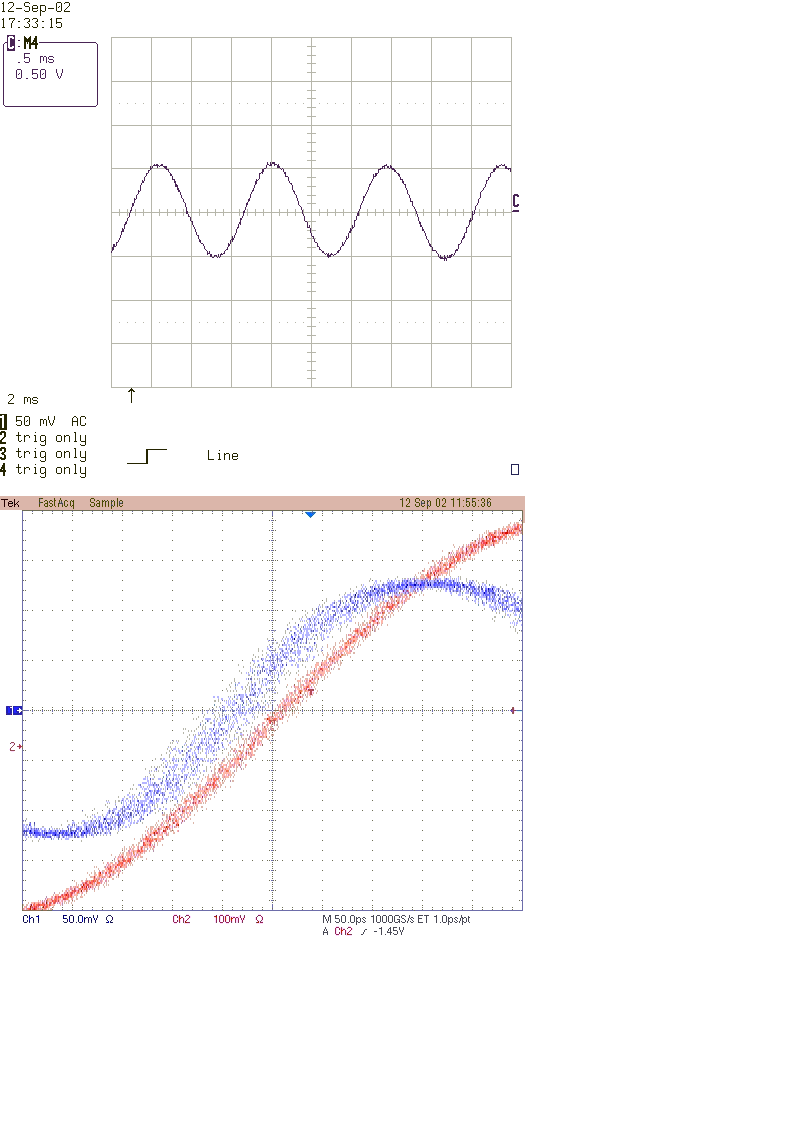 12-Sep-02
17:33:15
C:M4
.5 ms
0.50 V
C
2 ms
1 50 mV AC
2 trig only
3 trig only
4 trig only
Line
Tek FastAcq Sample 12 Sep 02 11:55:36
T
1
2
Ch1 50.0mV Ω Ch2 100mV Ω M 50.0ps 1000GS/s ET 1.0ps/pt
A Ch2 -1.45V